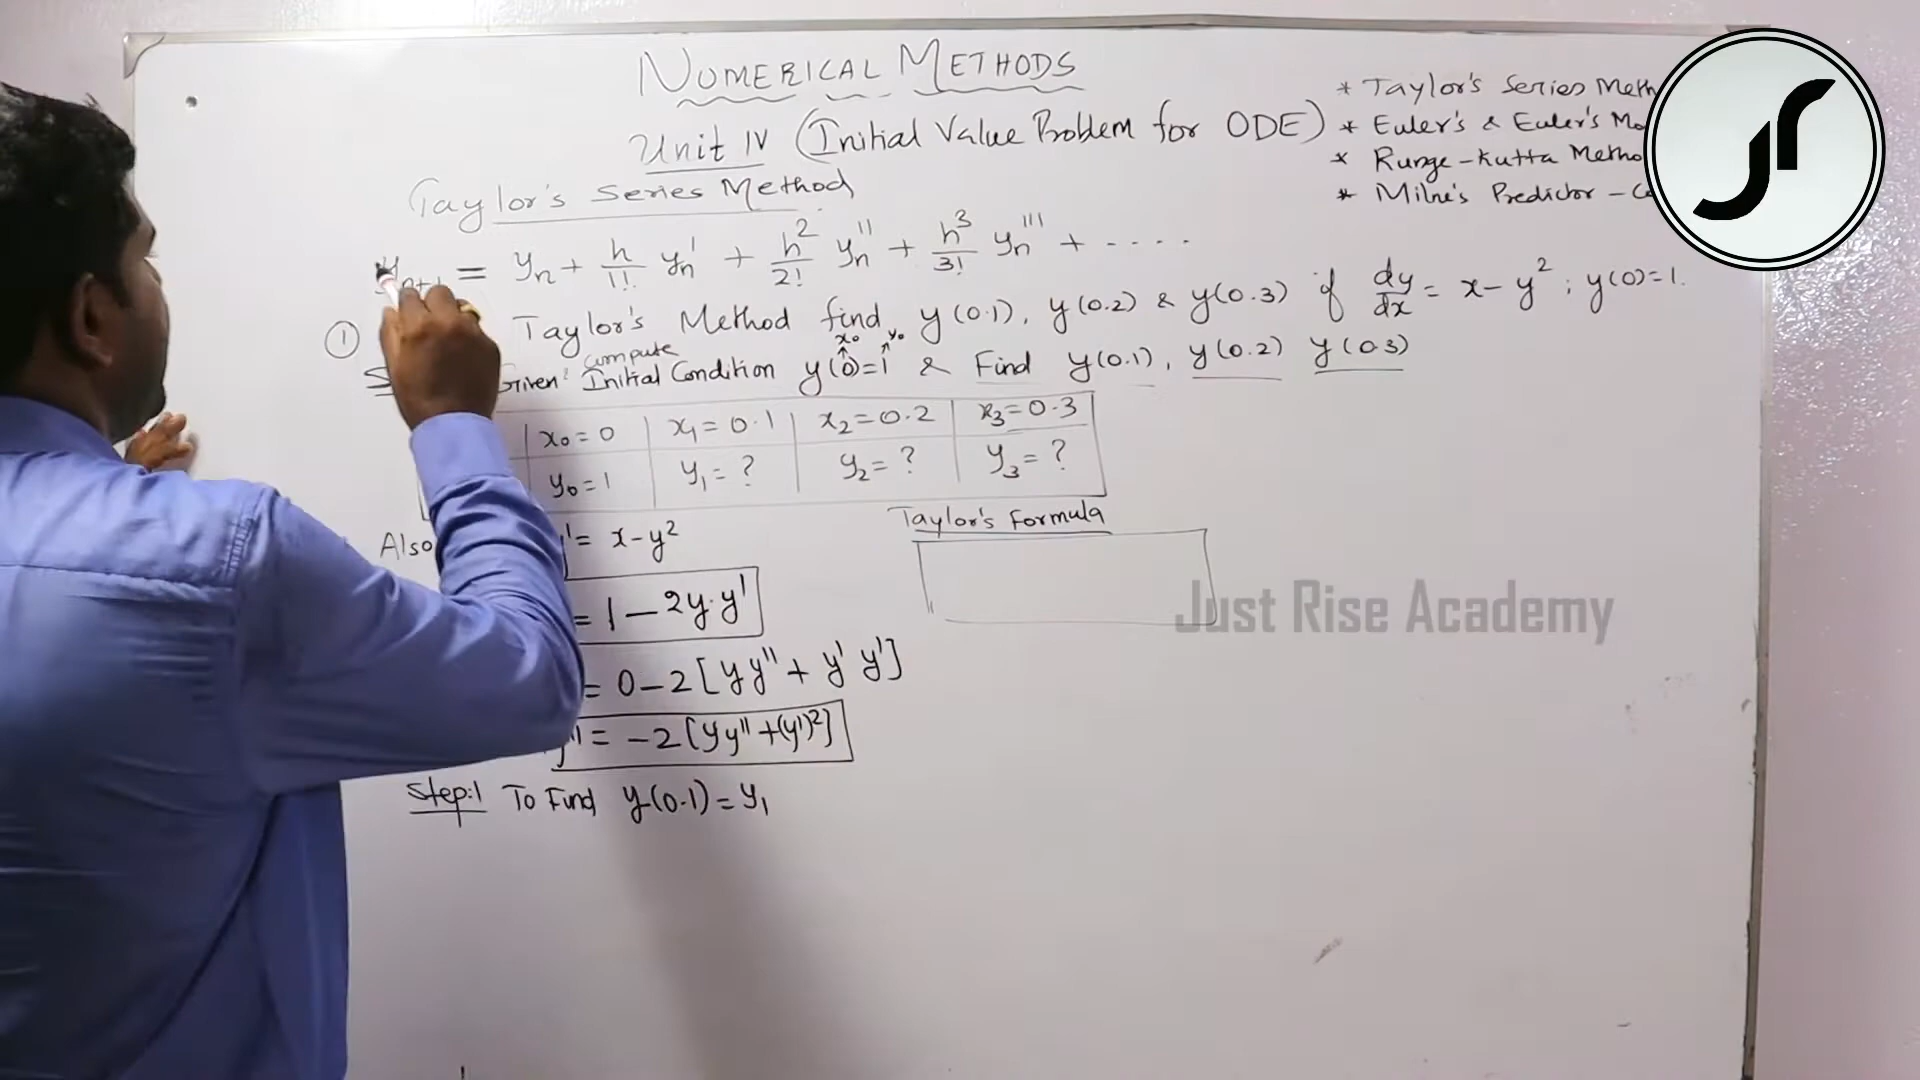 NUMERICAL METHODS
Unit IV (Initial Value Problem for ODE)
* Taylor's Series
* Euler's & Euler's
* Runge-Kutta
* Milne's Predictor -
Taylor's Series Method
yn+1 = yn + h/1! yn' + h²/2! yn'' + h³/3! yn''' + ....
① Taylor's Method find y(0.1), y(0.2) & y(0.3) if dy/dx = x-y² ; y(0)=1.
compute x₀ y₀
Given: Initial Condition y(0)=1 & Find y(0.1), y(0.2) y(0.3)
x₀=0 x₁=0.1 x₂=0.2 x₃=0.3
y₀=1 y₁=? y₂=? y₃=?
Taylor's Formula
Also = x-y²
= 1-2y.y'
= 0-2[yy''+y' y']
= -2[yy''+(y')²]
Step:1 To Find y(0.1)=y₁
Just Rise Academy